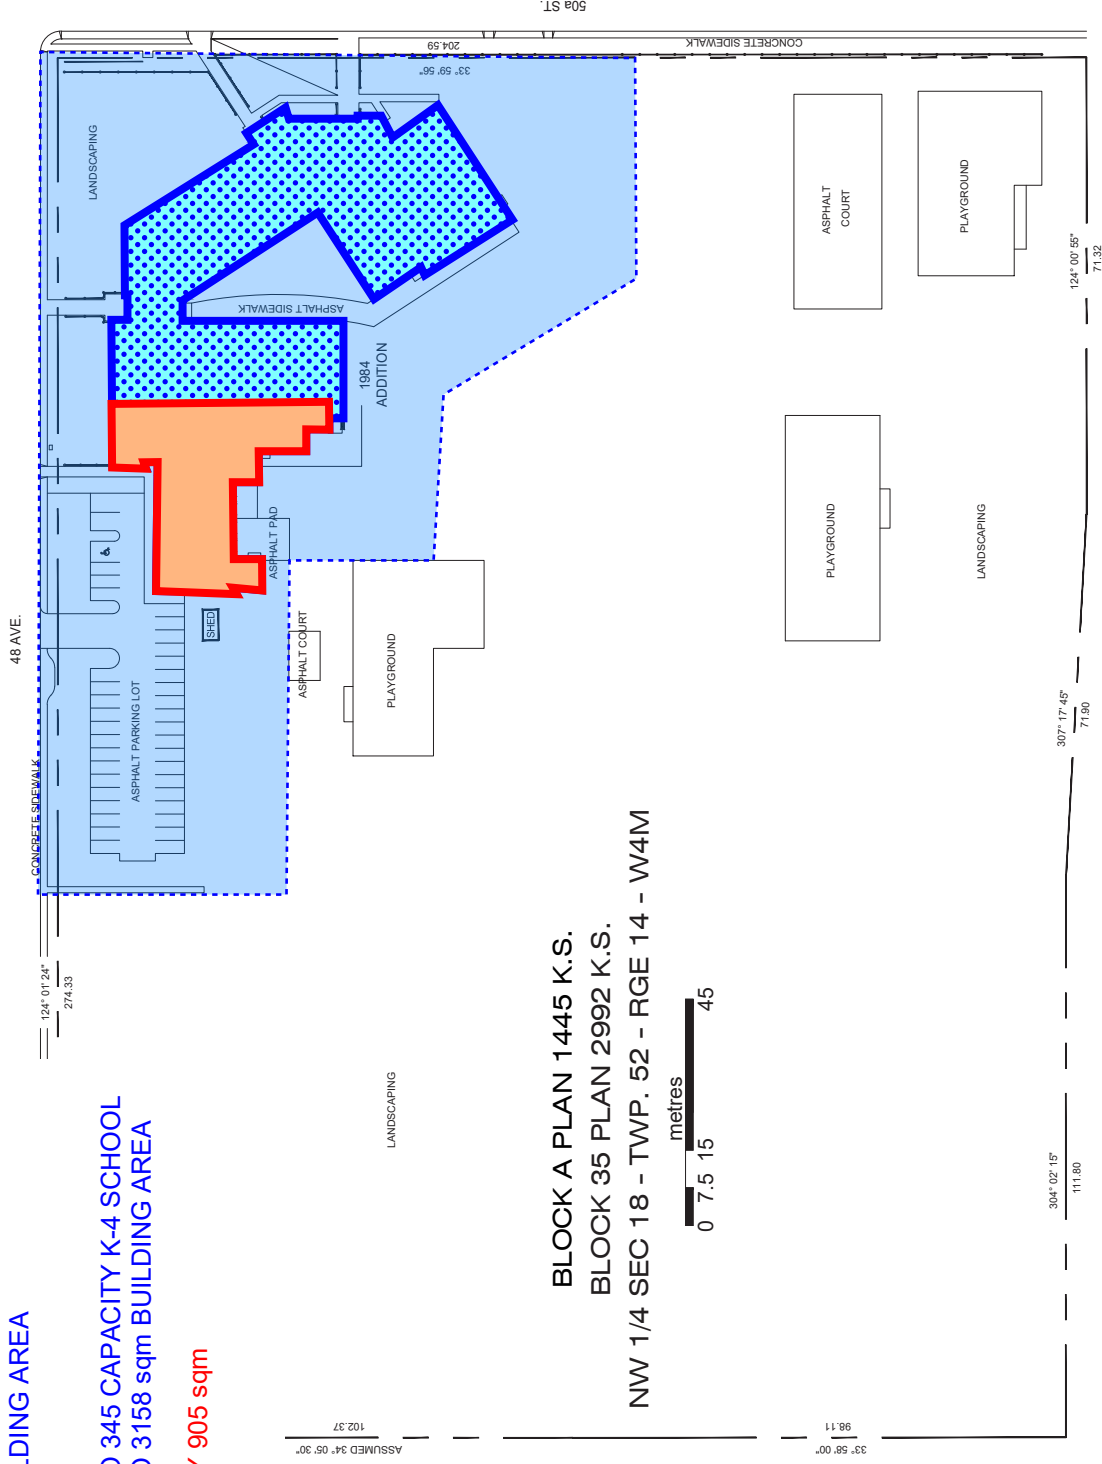 50a ST.
CONCRETE SIDEWALK
204.59
33° 59' 56"
LANDSCAPING
ASPHALT
COURT
PLAYGROUND
124° 00' 55"
71.32
ASPHALT SIDEWALK
1984
ADDITION
48 AVE.
ASPHALT PAD
SHED
ASPHALT COURT
PLAYGROUND
PLAYGROUND
LANDSCAPING
ASPHALT PARKING LOT
CONCRETE SIDEWALK
307° 17' 45"
71.90
124° 01' 24"
274.33
LANDSCAPING
BLOCK A PLAN 1445 K.S.
BLOCK 35 PLAN 2992 K.S.
NW 1/4 SEC 18 - TWP. 52 - RGE 14 - W4M
metres
0 7.5 15 45
304° 02' 15"
111.80
LDING AREA
345 CAPACITY K-4 SCHOOL
3158 sqm BUILDING AREA
905 sqm
102.37
ASSUMED 34° 05' 30"
98.11
33° 58' 00"